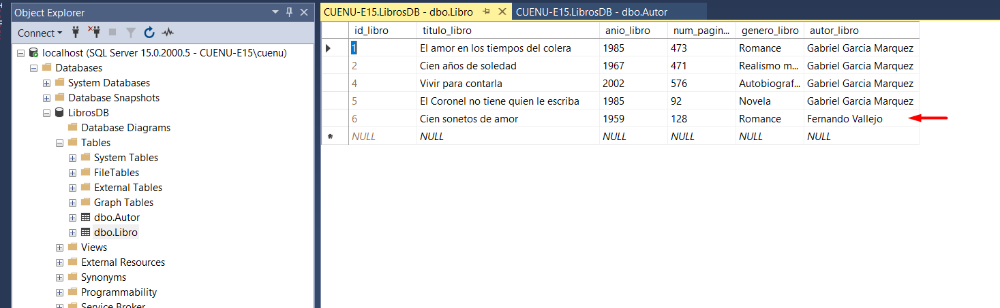 Object Explorer
Connect
localhost (SQL Server 15.0.2000.5 - CUENU-E15\cuenu)
Databases
System Databases
Database Snapshots
LibrosDB
Database Diagrams
Tables
System Tables
FileTables
External Tables
Graph Tables
dbo.Autor
dbo.Libro
Views
External Resources
Synonyms
Programmability
Service Broker
CUENU-E15.LibrosDB - dbo.Libro CUENU-E15.LibrosDB - dbo.Autor
id_libro titulo_libro anio_libro num_pagin... genero_libro autor_libro
1 El amor en los tiempos del colera 1985 473 Romance Gabriel Garcia Marquez
2 Cien años de soledad 1967 471 Realismo m... Gabriel Garcia Marquez
4 Vivir para contarla 2002 576 Autobiograf... Gabriel Garcia Marquez
5 El Coronel no tiene quien le escriba 1985 92 Novela Gabriel Garcia Marquez
6 Cien sonetos de amor 1959 128 Romance Fernando Vallejo
* NULL NULL NULL NULL NULL NULL